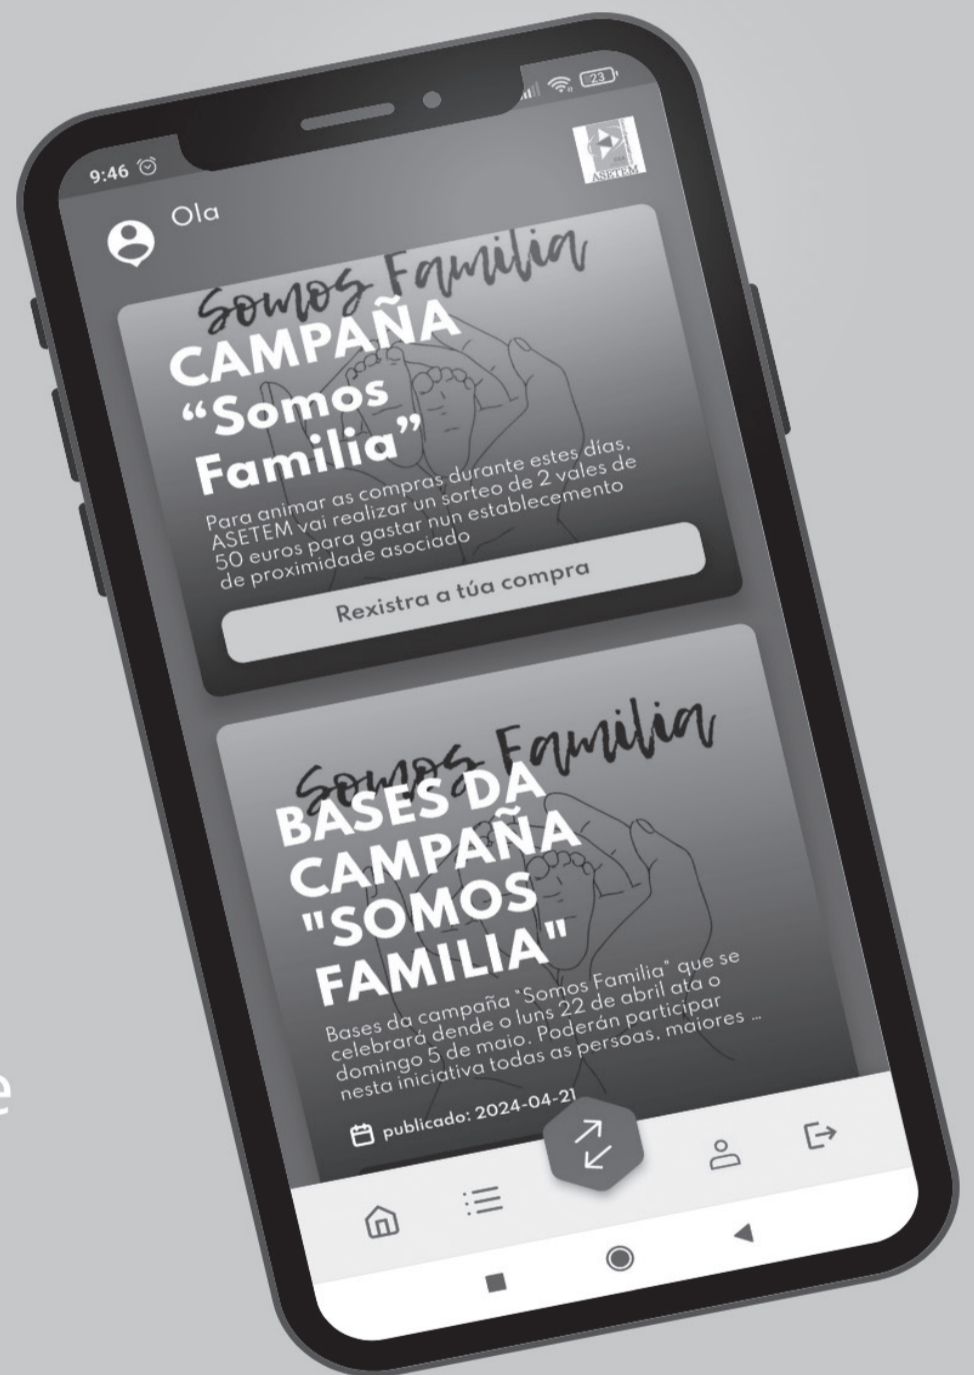 9:46
23
ASETEM
Ola
Somos Familia
CAMPAÑA
“Somos
Familia”
Para animar as compras durante estes días,
ASETEM vai realizar un sorteo de 2 vales de
50 euros para gastar nun establecemento
de proximidade asociado
Rexistra a túa compra
Somos Familia
BASES DA
CAMPAÑA
"SOMOS
FAMILIA"
Bases da campaña "Somos Familia" que se
celebrará dende o luns 22 de abril ata o
domingo 5 de maio. Poderán participar
nesta iniciativa todas as persoas, maiores ...
publicado: 2024-04-21
e